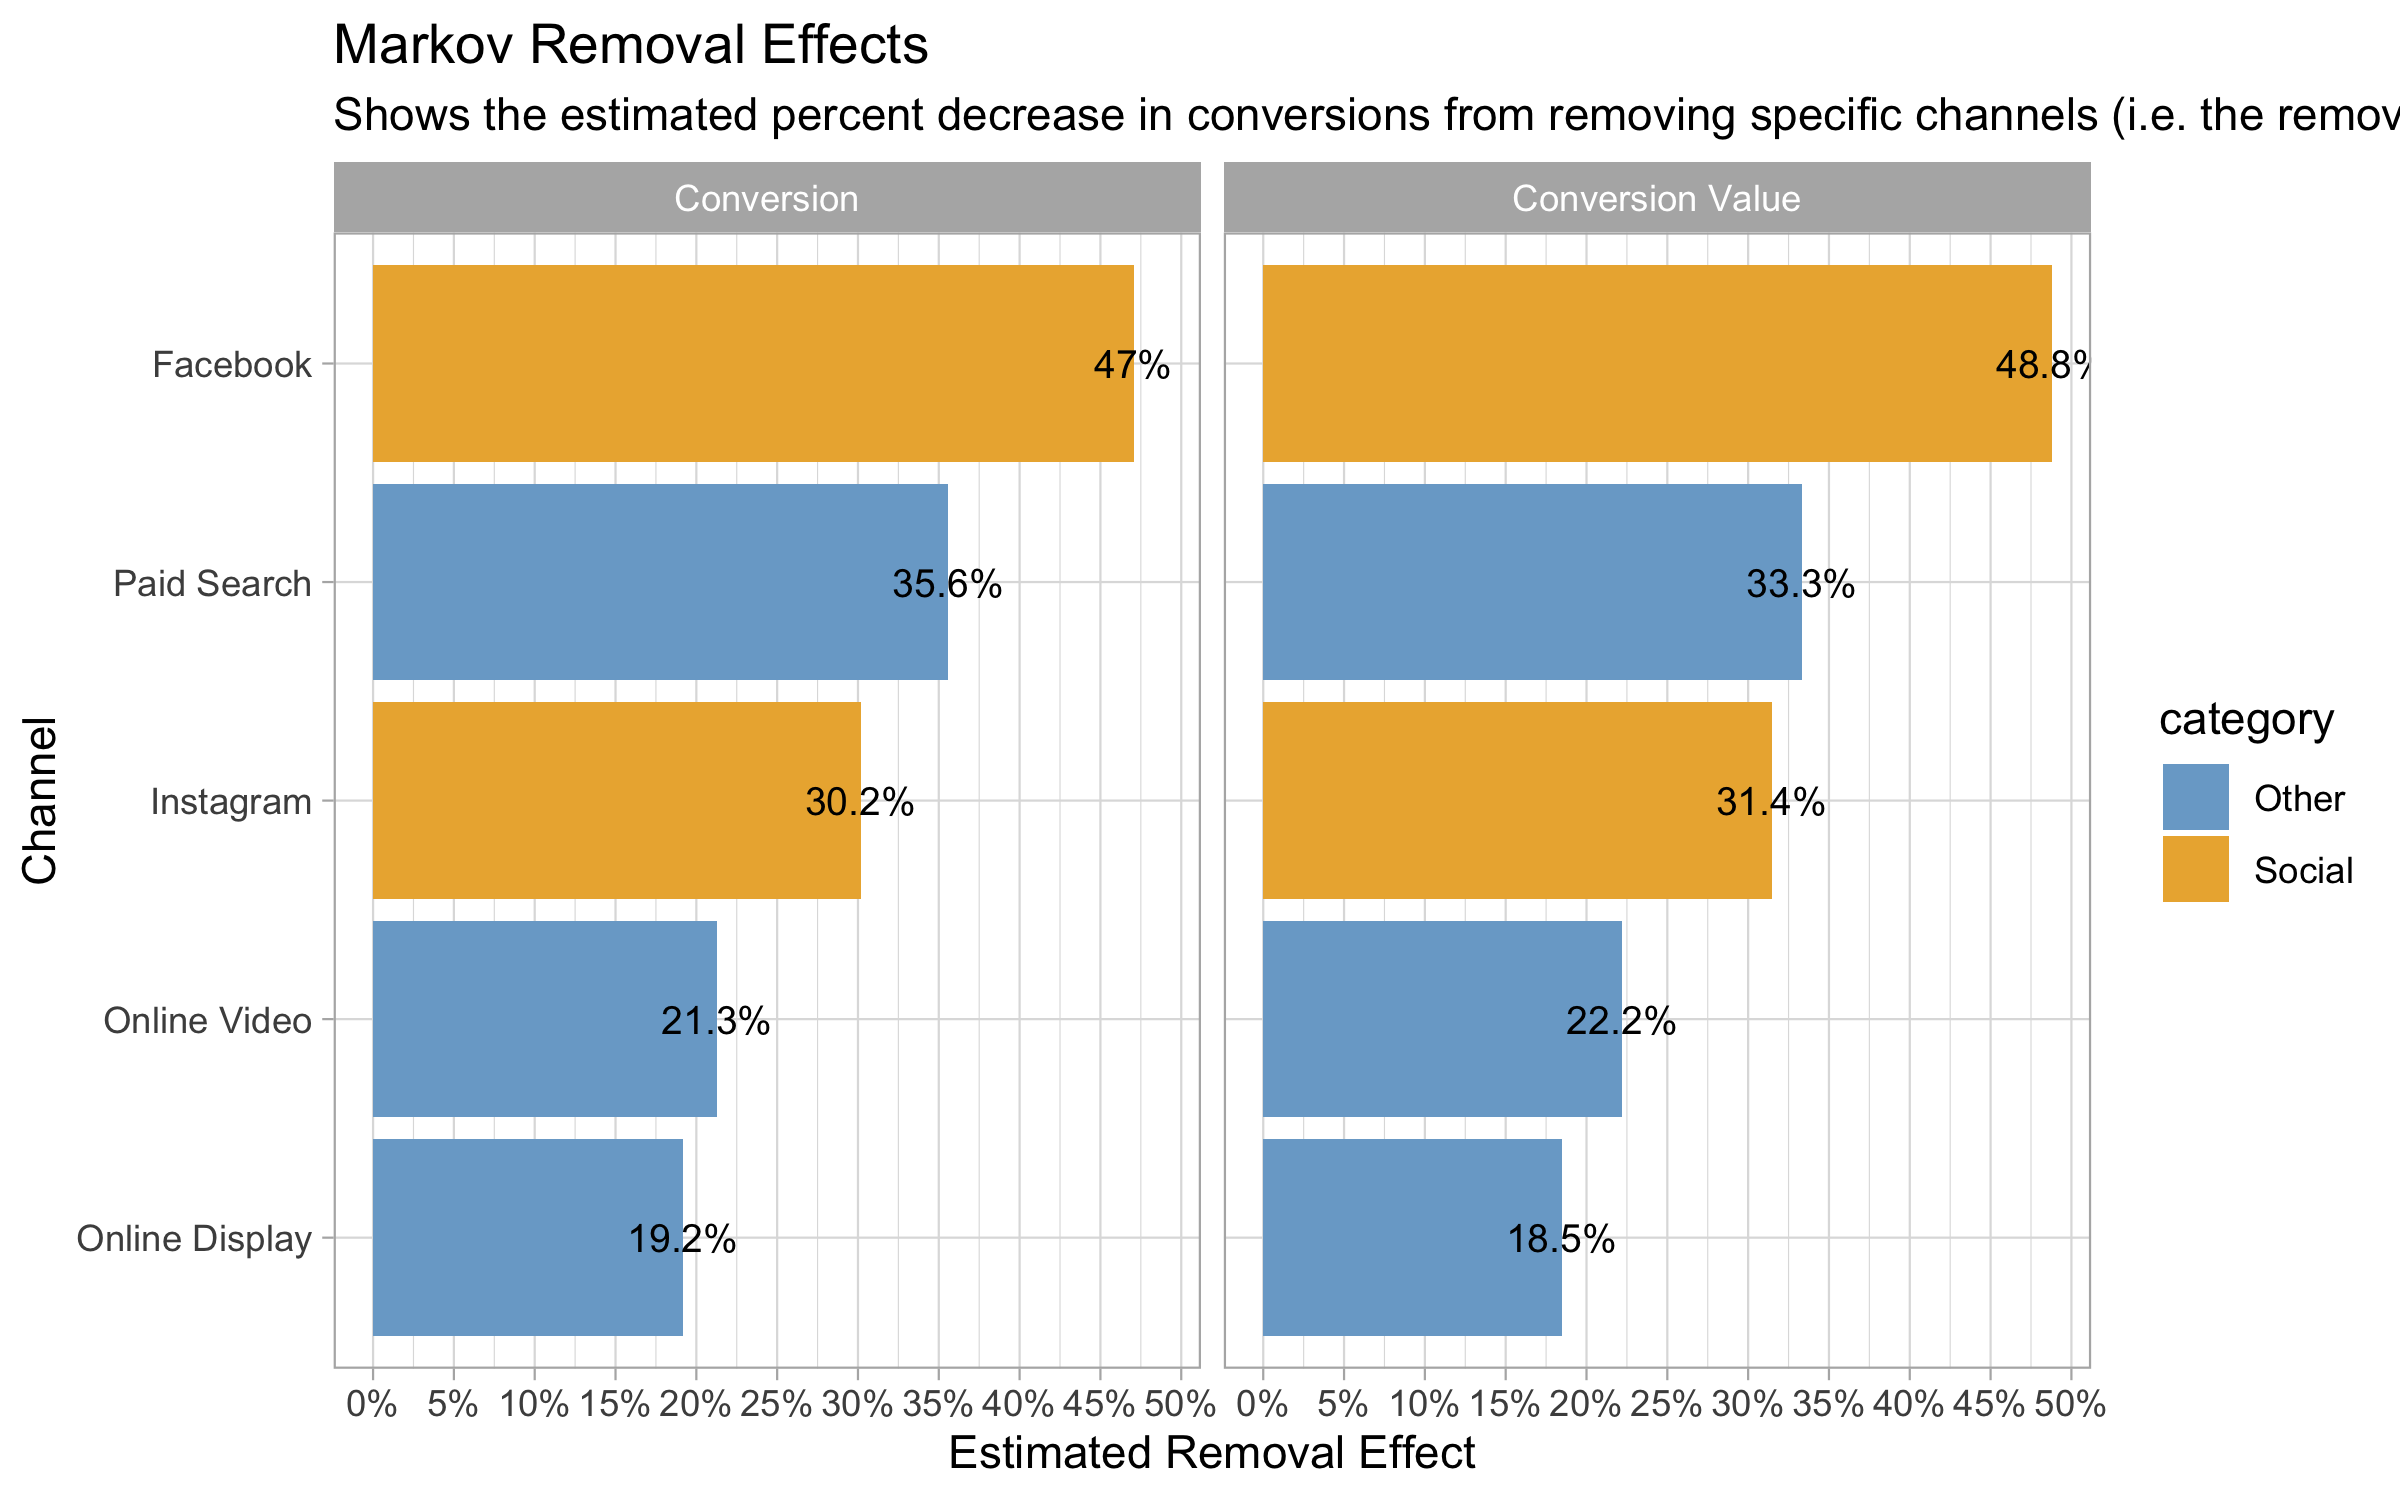 Markov Removal Effects
Shows the estimated percent decrease in conversions from removing specific channels (i.e. the remov
Conversion
Conversion Value
Channel
Facebook
47%
48.8%
Paid Search
35.6%
33.3%
Instagram
30.2%
31.4%
Online Video
21.3%
22.2%
Online Display
19.2%
18.5%
0% 5% 10% 15% 20% 25% 30% 35% 40% 45% 50%
0% 5% 10% 15% 20% 25% 30% 35% 40% 45% 50%
Estimated Removal Effect
category
Other
Social